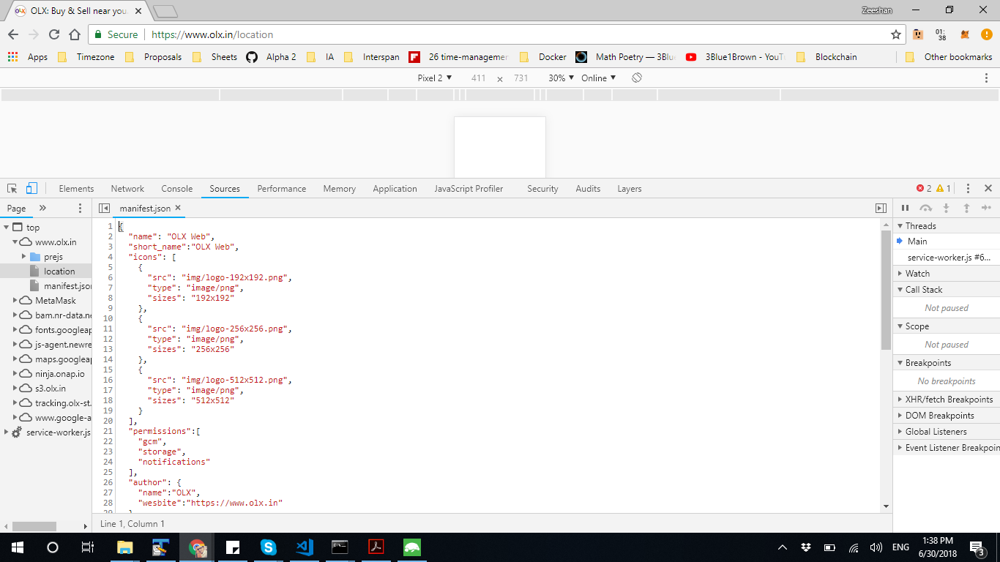 OLX: Buy & Sell near you
Zeeshan
Secure https://www.olx.in/location
01:
38
Apps Timezone Proposals Sheets Alpha 2 IA Interspan 26 time-managemen Docker Math Poetry — 3Blu 3Blue1Brown - YouTu Blockchain Other bookmarks
Pixel 2 411 × 731 30% Online
Elements Network Console Sources Performance Memory Application JavaScript Profiler Security Audits Layers 2 1
Page » manifest.json ×
top
www.olx.in
prejs
location
manifest.json
MetaMask
bam.nr-data.ne
fonts.googleap
js-agent.newre
maps.googleap
ninja.onap.io
s3.olx.in
tracking.olx-st.
www.google-a
service-worker.js
1 {
2 "name": "OLX Web",
3 "short_name":"OLX Web",
4 "icons": [
5 {
6 "src": "img/logo-192x192.png",
7 "type": "image/png",
8 "sizes": "192x192"
9 },
10 {
11 "src": "img/logo-256x256.png",
12 "type": "image/png",
13 "sizes": "256x256"
14 },
15 {
16 "src": "img/logo-512x512.png",
17 "type": "image/png",
18 "sizes": "512x512"
19 }
20 ],
21 "permissions":[
22 "gcm",
23 "storage",
24 "notifications"
25 ],
26 "author": {
27 "name":"OLX",
28 "wesbite":"https://www.olx.in"
Line 1, Column 1
Threads
Main
service-worker.js #6...
Watch
Call Stack
Not paused
Scope
Not paused
Breakpoints
No breakpoints
XHR/fetch Breakpoints
DOM Breakpoints
Global Listeners
Event Listener Breakpoin
ENG
1:38 PM
6/30/2018
3